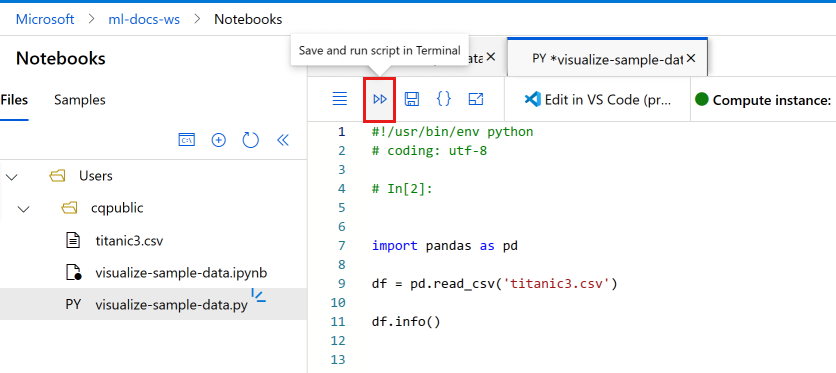 Microsoft > ml-docs-ws > Notebooks
Notebooks
Save and run script in Terminal
ata ×
PY *visualize-sample-dat ×
Files
Samples
Edit in VS Code (pr...
Compute instance:
C:\
Users
cqpublic
titanic3.csv
visualize-sample-data.ipynb
PY visualize-sample-data.py
1 #!/usr/bin/env python
2 # coding: utf-8
3
4 # In[2]:
5
6
7 import pandas as pd
8
9 df = pd.read_csv('titanic3.csv')
10
11 df.info()
12
13